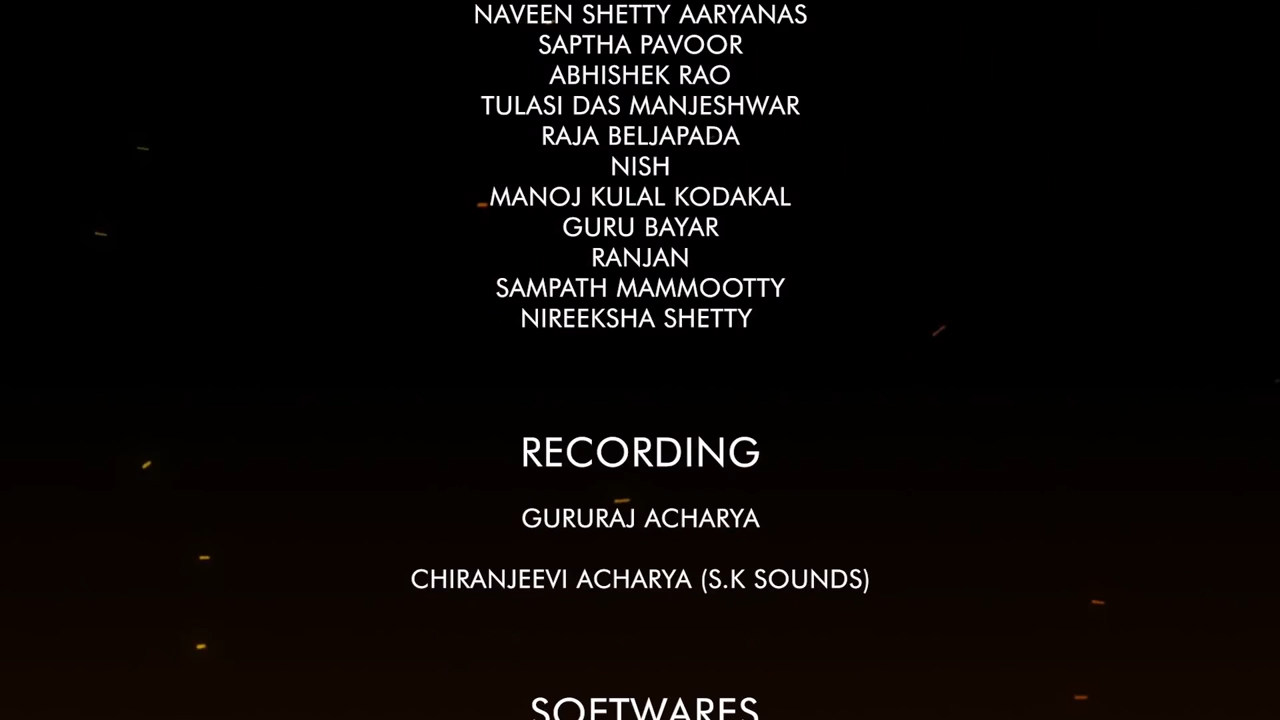 NAVEEN SHETTY AARYANAS
SAPTHA PAVOOR
ABHISHEK RAO
TULASI DAS MANJESHWAR
RAJA BELJAPADA
NISH
MANOJ KULAL KODAKAL
GURU BAYAR
RANJAN
SAMPATH MAMMOOTTY
NIREEKSHA SHETTY
RECORDING
GURURAJ ACHARYA
CHIRANJEEVI ACHARYA (S.K SOUNDS)
SOFTWARES